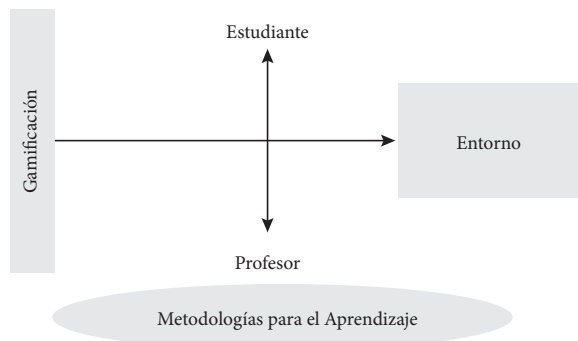 Estudiante
Gamificación
Entorno
Profesor
Metodologías para el Aprendizaje